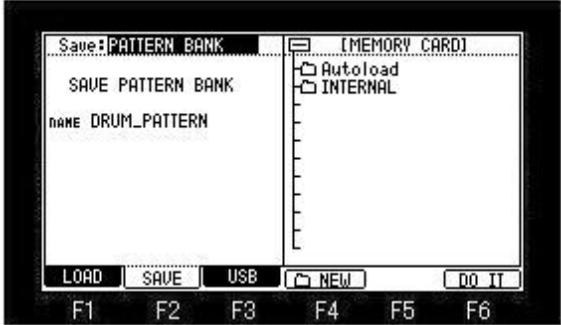 Save:PATTERN BANK
SAVE PATTERN BANK
NAME DRUM_PATTERN
[MEMORY CARD]
Autoload
INTERNAL
LOAD SAVE USB NEW DO IT
F1 F2 F3 F4 F5 F6